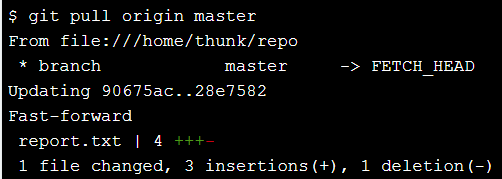 $ git pull origin master
From file:///home/thunk/repo
 * branch            master     -> FETCH_HEAD
Updating 90675ac..28e7582
Fast-forward
 report.txt | 4 +++-
 1 file changed, 3 insertions(+), 1 deletion(-)